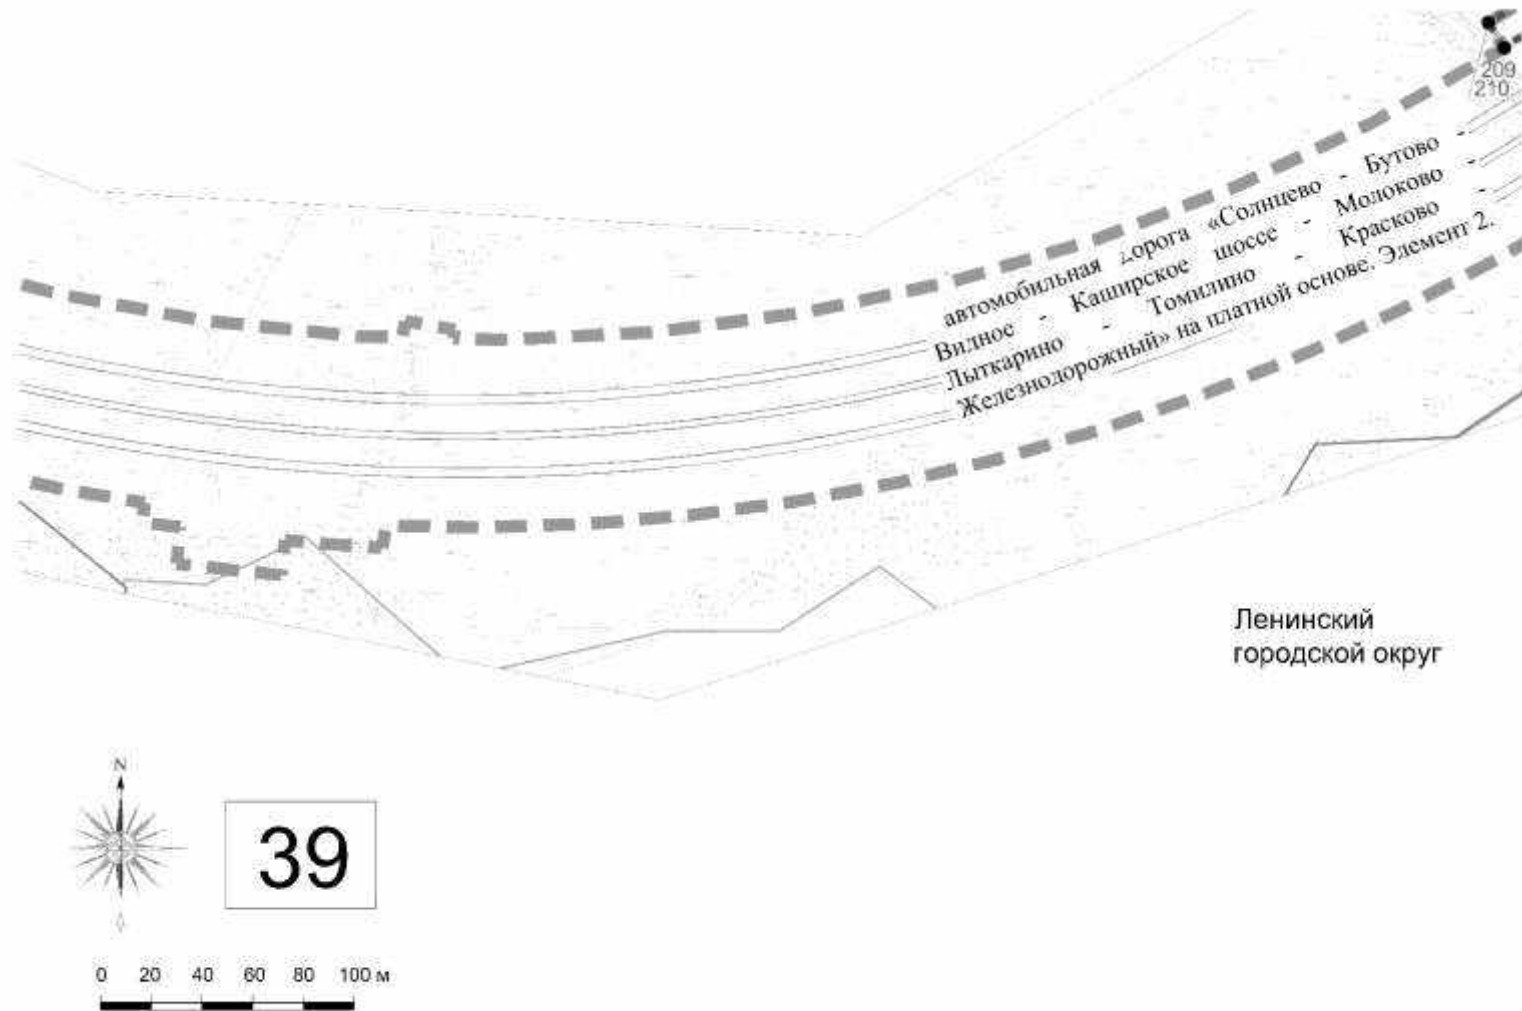 209
210
автомобильная дорога «Солнцево - Бутово -
Видное - Каширское шоссе - Молоково -
Лыткарино - Томилино - Красково -
Железнодорожный» на платной основе. Элемент 2.
Ленинский
городской округ
N
39
0 20 40 60 80 100 м